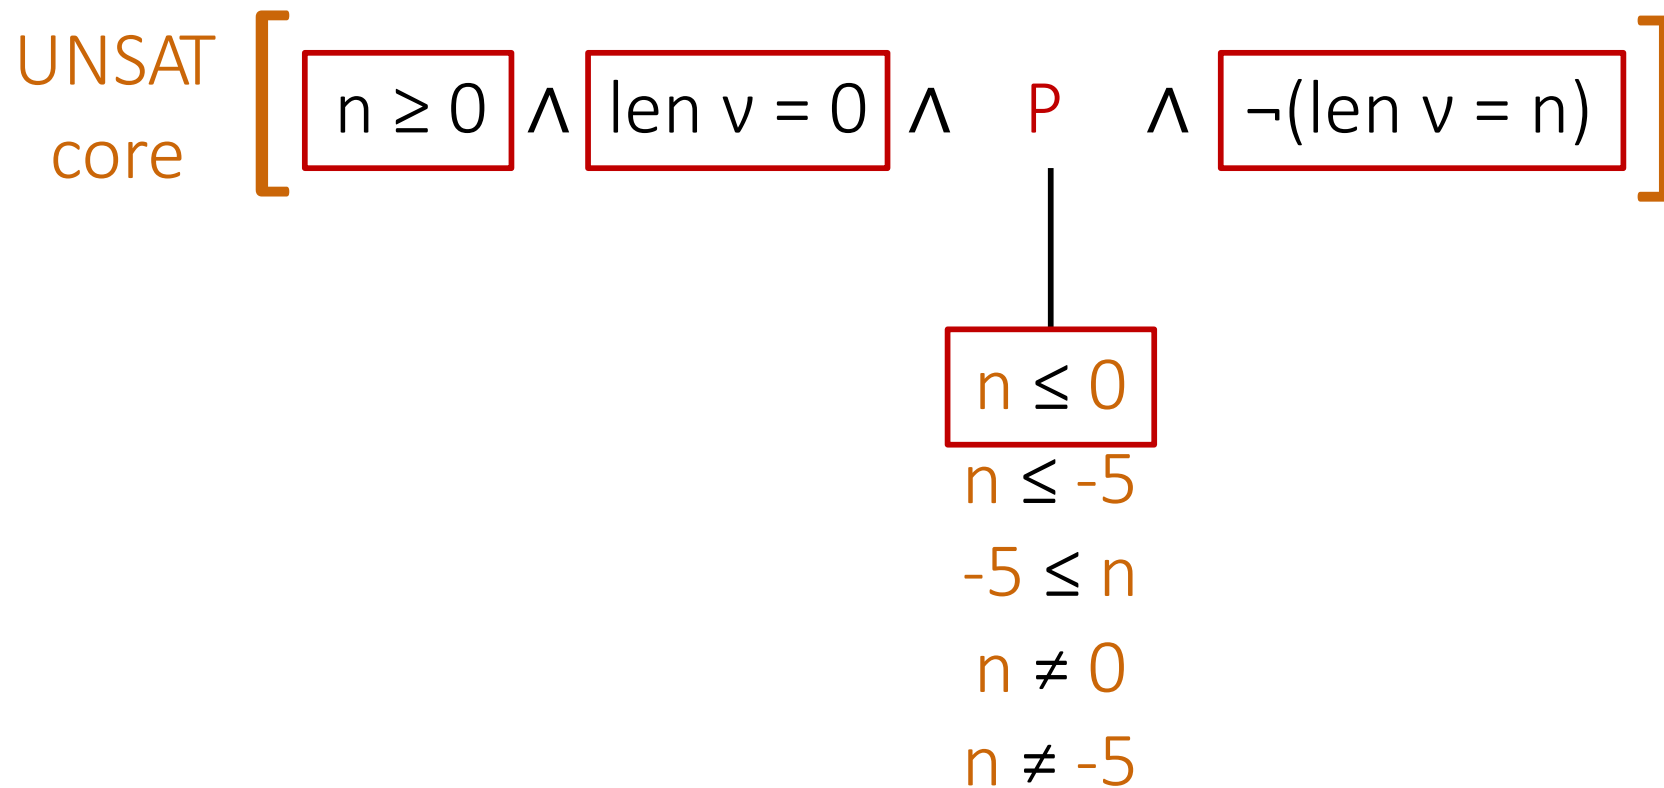 UNSAT core [ n ≥ 0 ∧ len ν = 0 ∧ P ∧ ¬(len ν = n) ]
n ≤ 0
n ≤ -5
-5 ≤ n
n ≠ 0
n ≠ -5